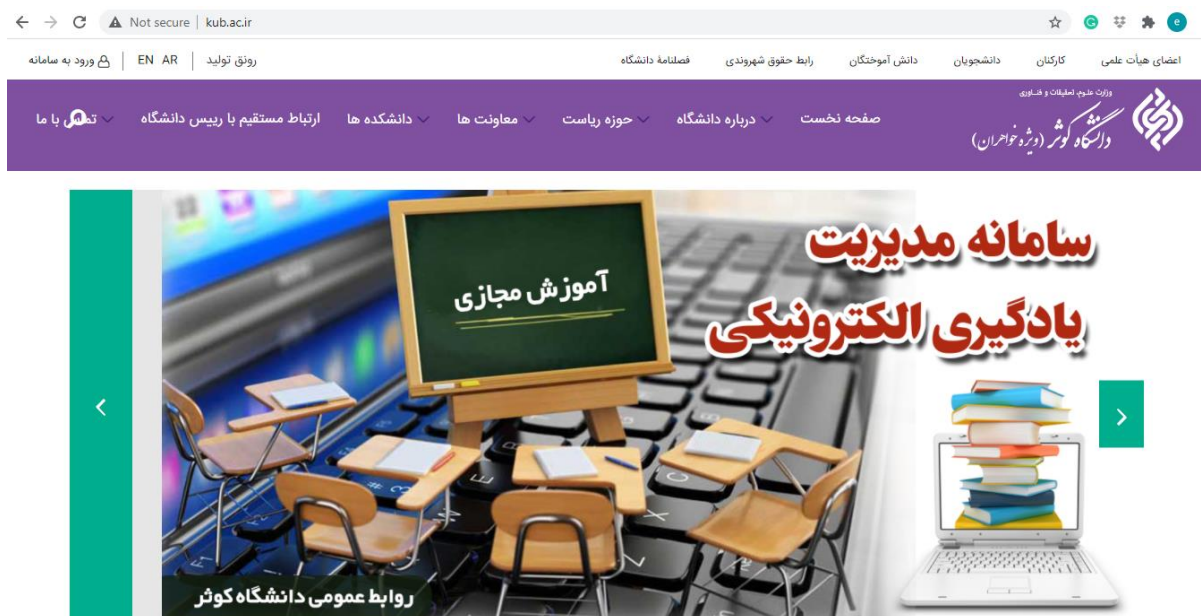 Not secure | kub.ac.ir
e
اعضای هیأت علمی کارکنان دانشجویان دانش آموختگان رابط حقوق شهروندی فصلنامهٔ دانشگاه رونق تولید AR EN ورود به سامانه
وزارت علوم، تحقیقات و فناوری
دانشگاه کوثر (ویژه خواهران)
صفحه نخست درباره دانشگاه حوزه ریاست معاونت ها دانشکده ها ارتباط مستقیم با رییس دانشگاه تماس با ما
سامانه مدیریت
یادگیری الکترونیکی
آموزش مجازی
روابط عمومی دانشگاه کوثر